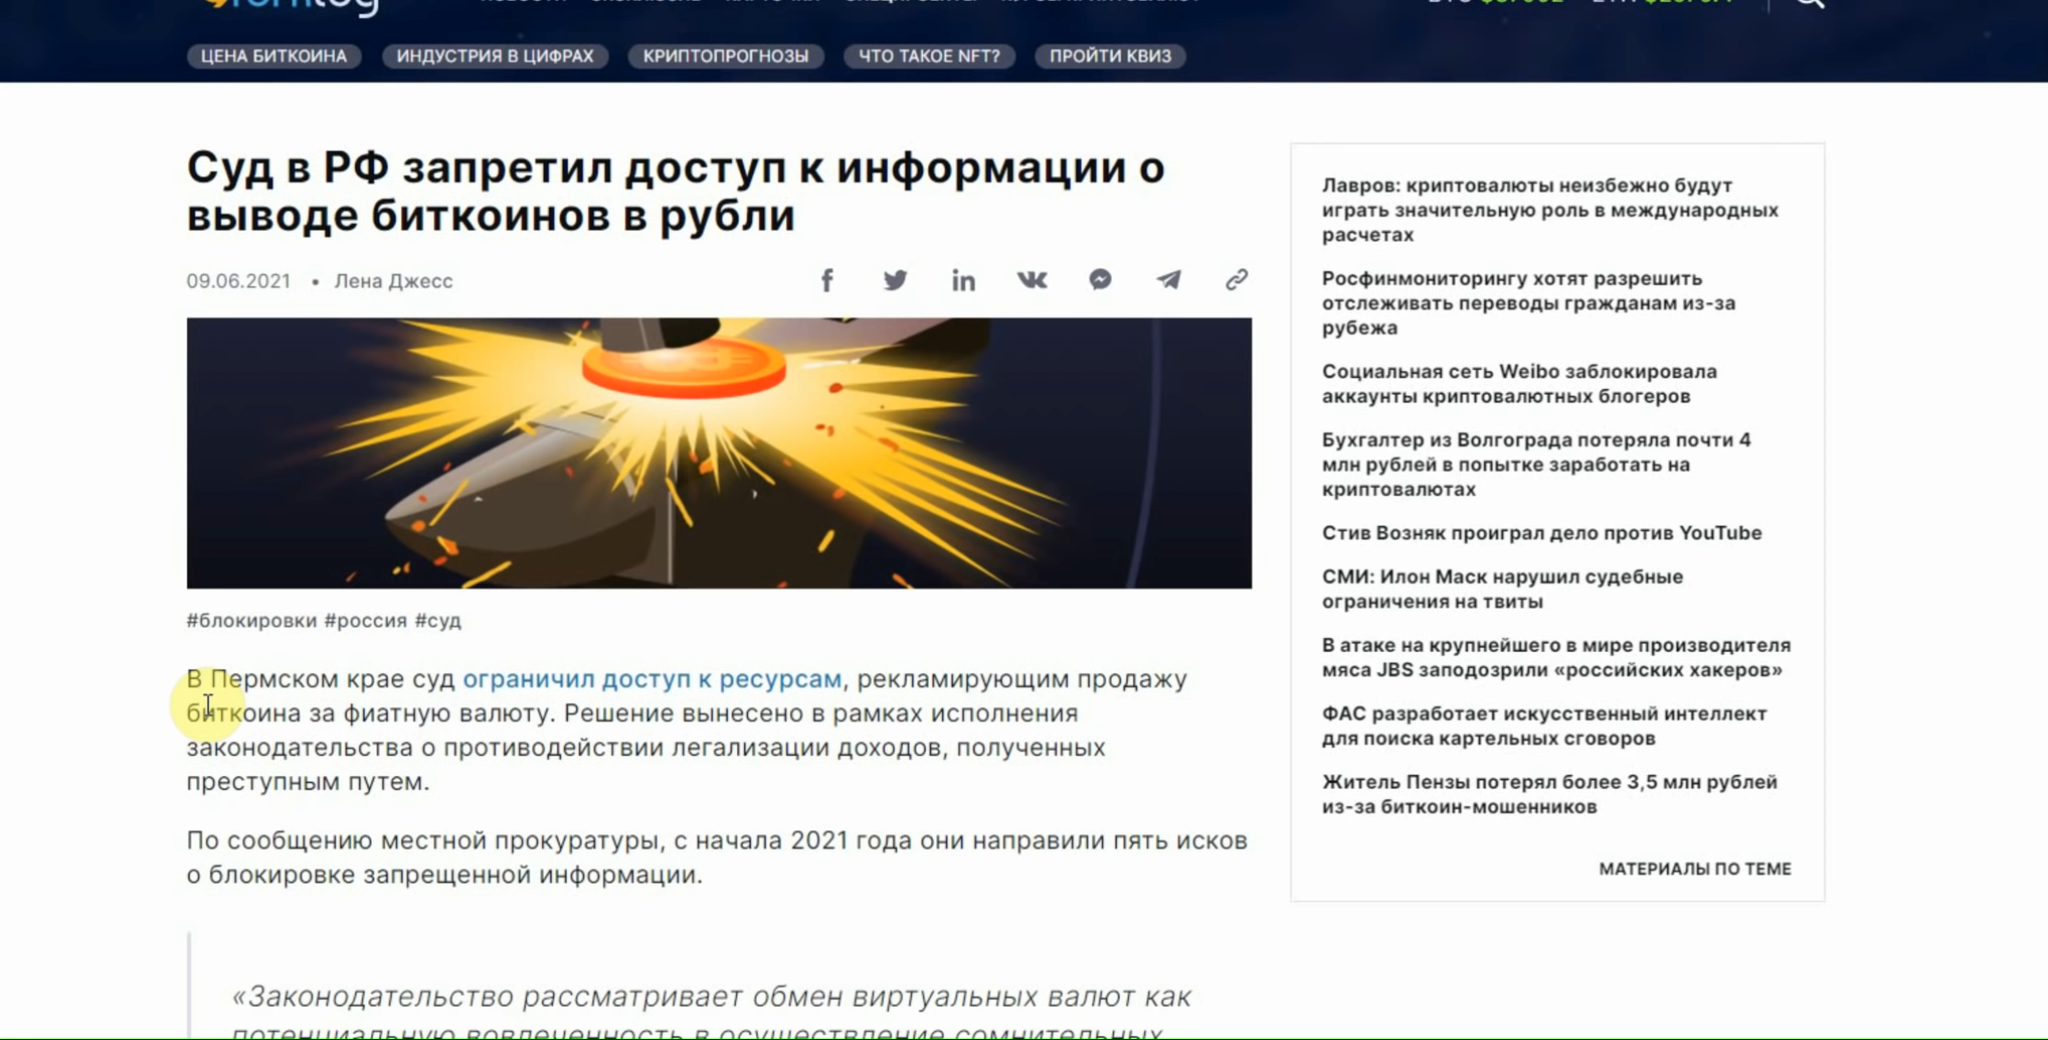 ЦЕНА БИТКОИНА
ИНДУСТРИЯ В ЦИФРАХ
КРИПТОПРОГНОЗЫ
ЧТО ТАКОЕ NFT?
ПРОЙТИ КВИЗ
Суд в РФ запретил доступ к информации о
выводе биткоинов в рубли
09.06.2021 • Лена Джесс
#блокировки #россия #суд
В Пермском крае суд ограничил доступ к ресурсам, рекламирующим продажу
биткоина за фиатную валюту. Решение вынесено в рамках исполнения
законодательства о противодействии легализации доходов, полученных
преступным путем.
По сообщению местной прокуратуры, с начала 2021 года они направили пять исков
о блокировке запрещенной информации.
«Законодательство рассматривает обмен виртуальных валют как
потенциальную вовлеченность в осуществление сомнительных
Лавров: криптовалюты неизбежно будут
играть значительную роль в международных
расчетах
Росфинмониторингу хотят разрешить
отслеживать переводы гражданам из-за
рубежа
Социальная сеть Weibo заблокировала
аккаунты криптовалютных блогеров
Бухгалтер из Волгограда потеряла почти 4
млн рублей в попытке заработать на
криптовалютах
Стив Возняк проиграл дело против YouTube
СМИ: Илон Маск нарушил судебные
ограничения на твиты
В атаке на крупнейшего в мире производителя
мяса JBS заподозрили «российских хакеров»
ФАС разработает искусственный интеллект
для поиска картельных сговоров
Житель Пензы потерял более 3,5 млн рублей
из-за биткоин-мошенников
МАТЕРИАЛЫ ПО ТЕМЕ